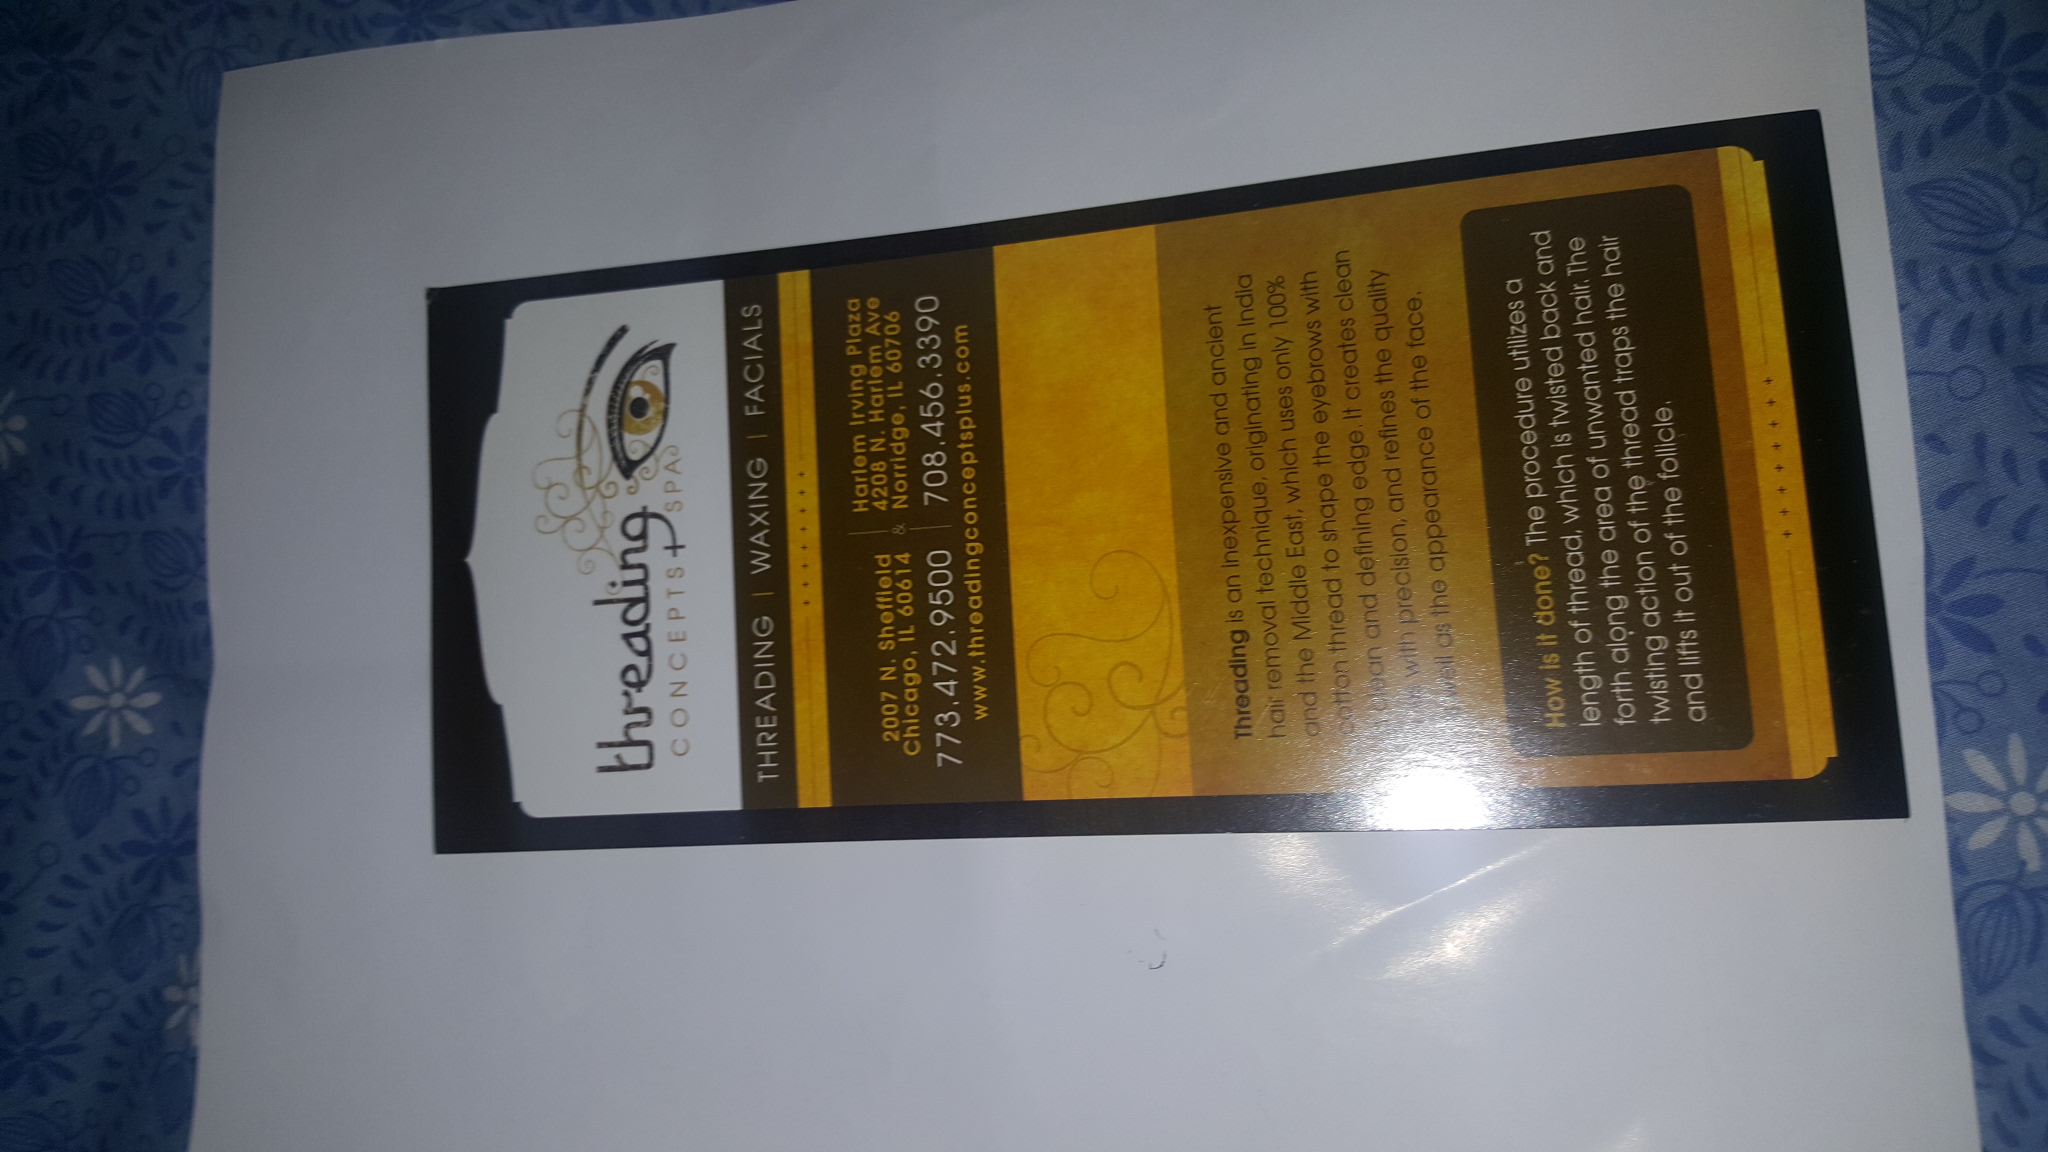 threading
CONCEPTS + SPA
THREADING | WAXING | FACIALS
2007 N. Sheffield
Chicago, IL 60614
773.472.9500
&
Harlem Irving Plaza
4208 N. Harlem Ave
Norridge, IL 60706
708.456.3390
www.threadingconceptsplus.com
Threading is an inexpensive and ancient
hair removal technique, originating in India
and the Middle East, which uses only 100%
cotton thread to shape the eyebrows with
and defining edge. It creates clean
with precision, and refines the quality
as the appearance of the face.
How is it done? The procedure utilizes a
length of thread, which is twisted back and
forth along the area of unwanted hair. The
twisting action of the thread traps the hair
and lifts it out of the follicle.